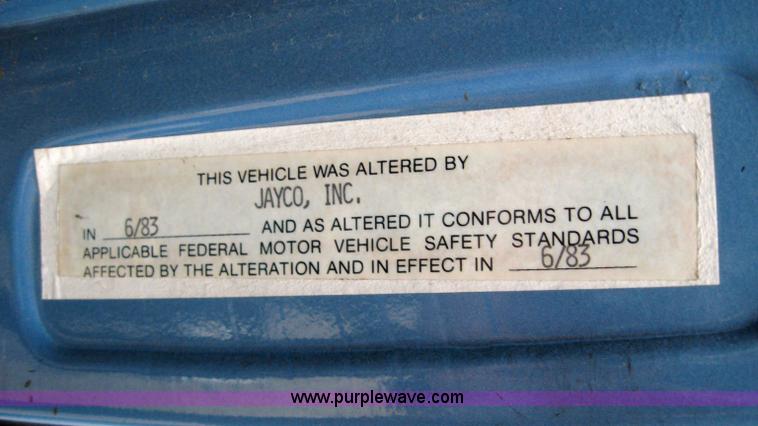 THIS VEHICLE WAS ALTERED BY
JAYCO, INC.
IN 6/83 AND AS ALTERED IT CONFORMS TO ALL
APPLICABLE FEDERAL MOTOR VEHICLE SAFETY STANDARDS
AFFECTED BY THE ALTERATION AND IN EFFECT IN 6/83
www.purplewave.com